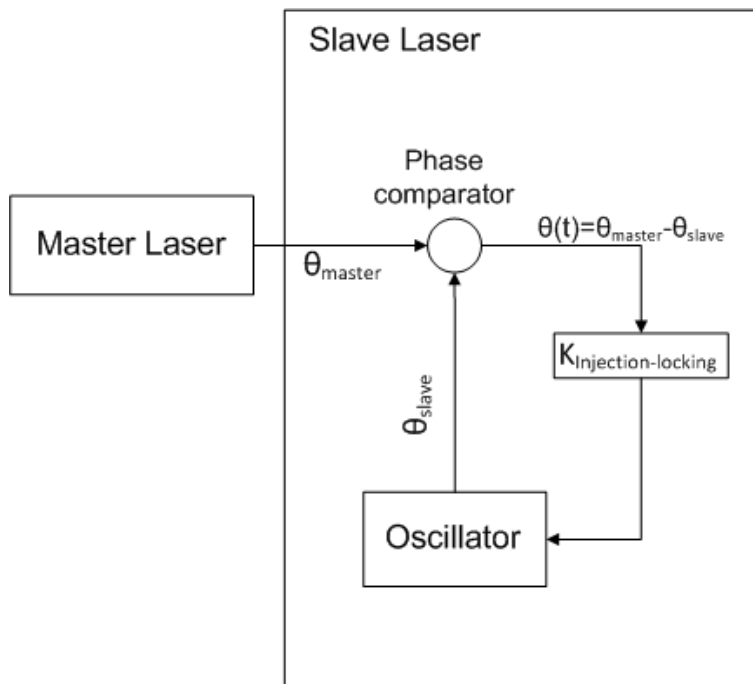 Slave Laser
Phase
comparator
Master Laser
θmaster
θ(t)=θmaster-θslave
KInjection-locking
θslave
Oscillator